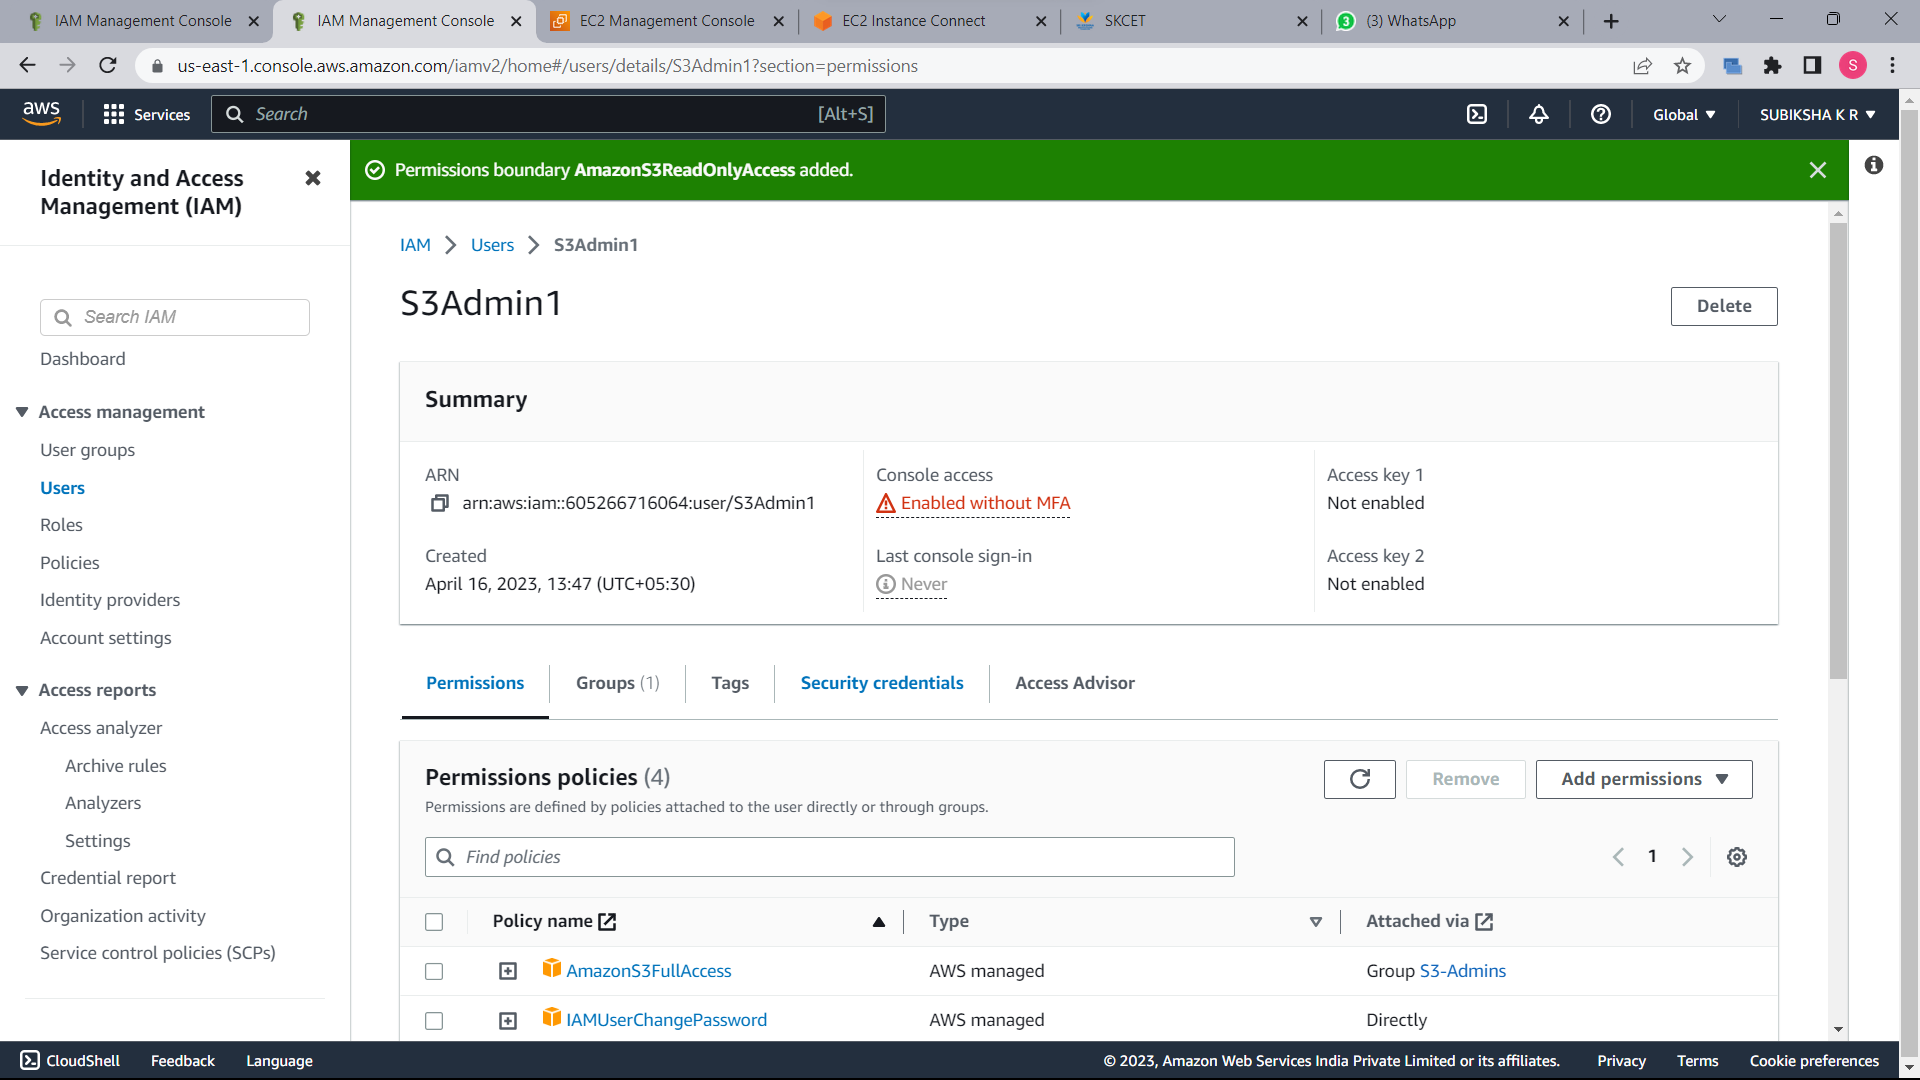 IAM Management Console
IAM Management Console
EC2 Management Console
EC2 Instance Connect
SKCET
3 (3) WhatsApp
us-east-1.console.aws.amazon.com/iamv2/home#/users/details/S3Admin1?section=permissions
S
aws
Services
Search [Alt+S]
Global
SUBIKSHA K R
Identity and Access
Management (IAM)
Search IAM
Dashboard
Access management
User groups
Users
Roles
Policies
Identity providers
Account settings
Access reports
Access analyzer
Archive rules
Analyzers
Settings
Credential report
Organization activity
Service control policies (SCPs)
Permissions boundary AmazonS3ReadOnlyAccess added.
IAM > Users > S3Admin1
S3Admin1
Delete
Summary
ARN
arn:aws:iam::605266716064:user/S3Admin1
Created
April 16, 2023, 13:47 (UTC+05:30)
Console access
Enabled without MFA
Last console sign-in
Never
Access key 1
Not enabled
Access key 2
Not enabled
Permissions
Groups (1)
Tags
Security credentials
Access Advisor
Permissions policies (4)
Permissions are defined by policies attached to the user directly or through groups.
Remove
Add permissions
Find policies
1
Policy name Type Attached via
AmazonS3FullAccess AWS managed Group S3-Admins
IAMUserChangePassword AWS managed Directly
CloudShell Feedback Language
© 2023, Amazon Web Services India Private Limited or its affiliates. Privacy Terms Cookie preferences